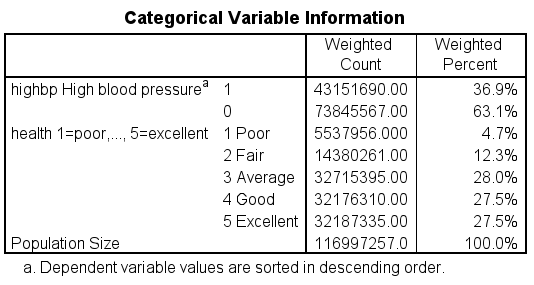 Categorical Variable Information
Weighted Count Weighted Percent
highbp High blood pressureᵃ 1 43151690.00 36.9%
0 73845567.00 63.1%
health 1=poor,..., 5=excellent 1 Poor 5537956.000 4.7%
2 Fair 14380261.00 12.3%
3 Average 32715395.00 28.0%
4 Good 32176310.00 27.5%
5 Excellent 32187335.00 27.5%
Population Size 116997257.0 100.0%
a. Dependent variable values are sorted in descending order.